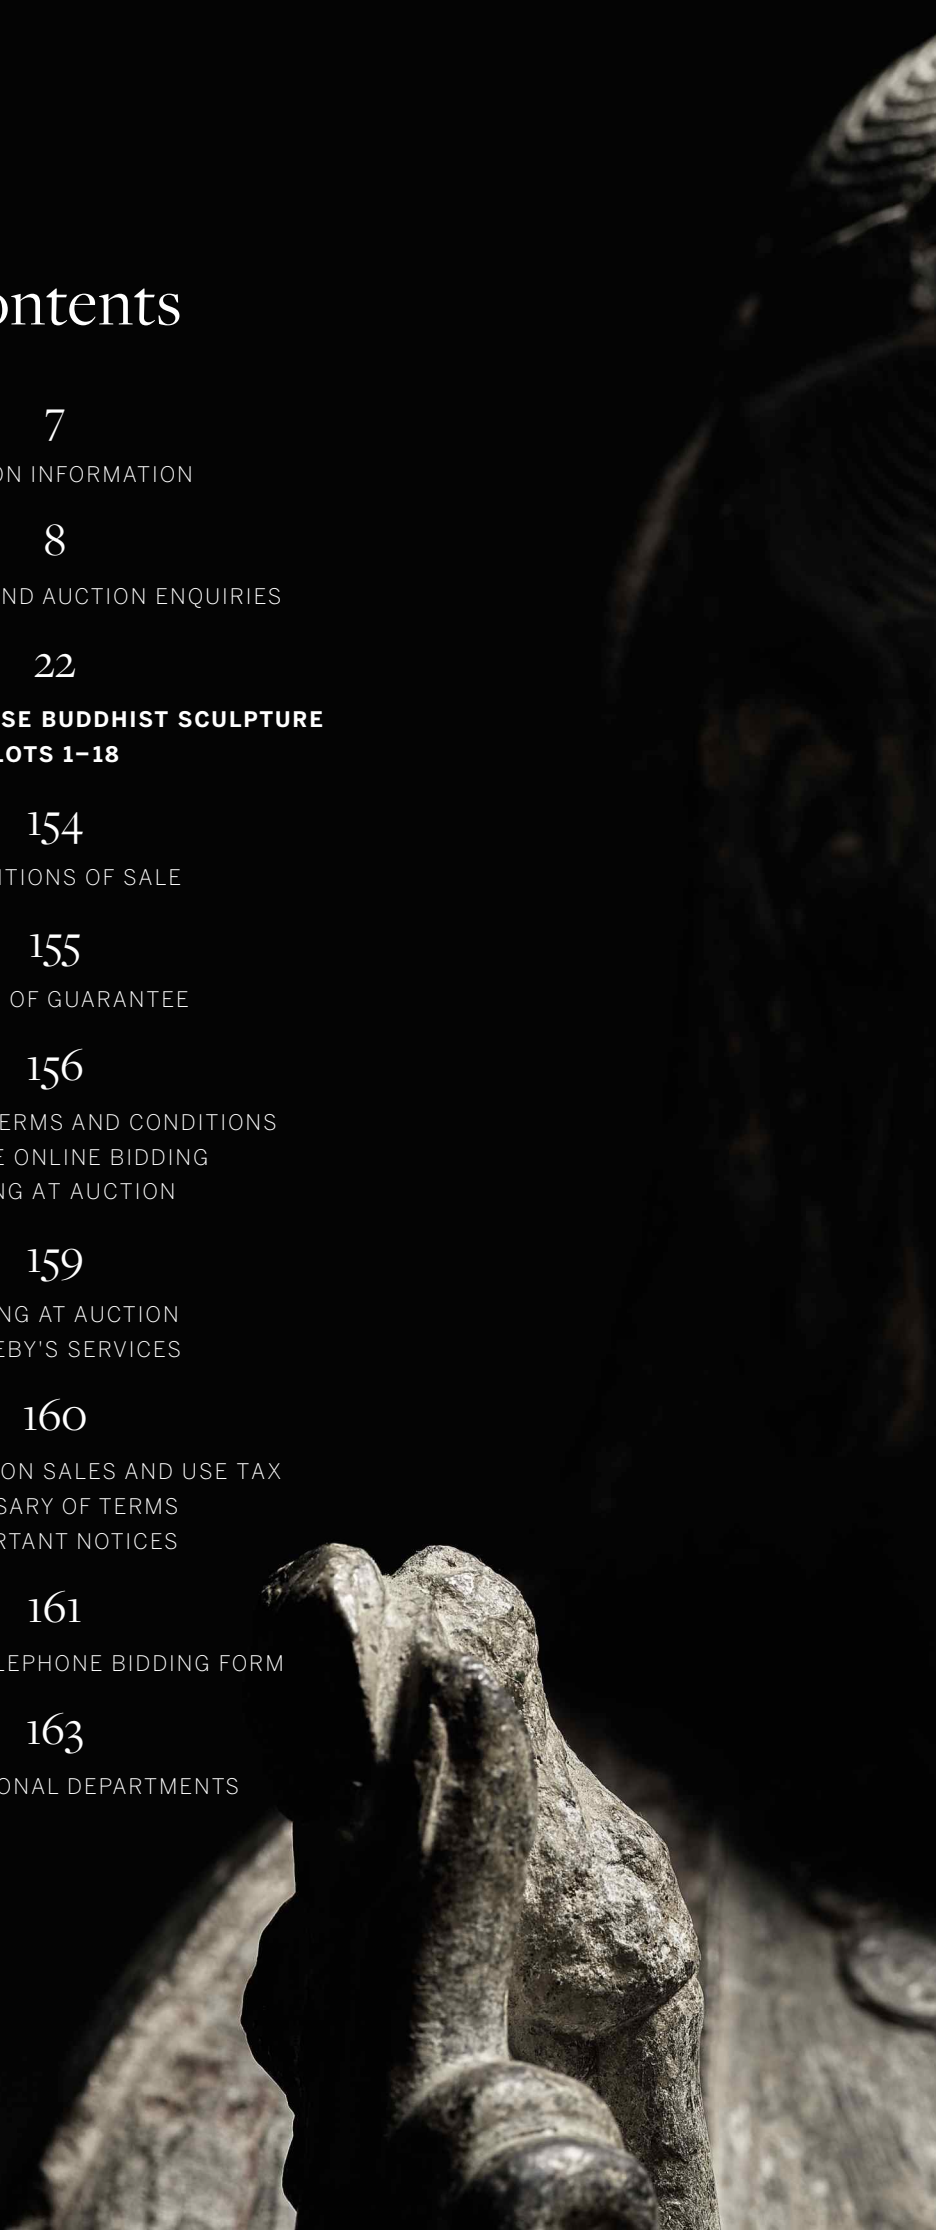 ontents
7
ON INFORMATION
8
ND AUCTION ENQUIRIES
22
SE BUDDHIST SCULPTURE
LOTS 1–18
154
ITIONS OF SALE
155
OF GUARANTEE
156
ERMS AND CONDITIONS
E ONLINE BIDDING
NG AT AUCTION
159
NG AT AUCTION
EBY'S SERVICES
160
ON SALES AND USE TAX
SARY OF TERMS
RTANT NOTICES
161
LEPHONE BIDDING FORM
163
ONAL DEPARTMENTS